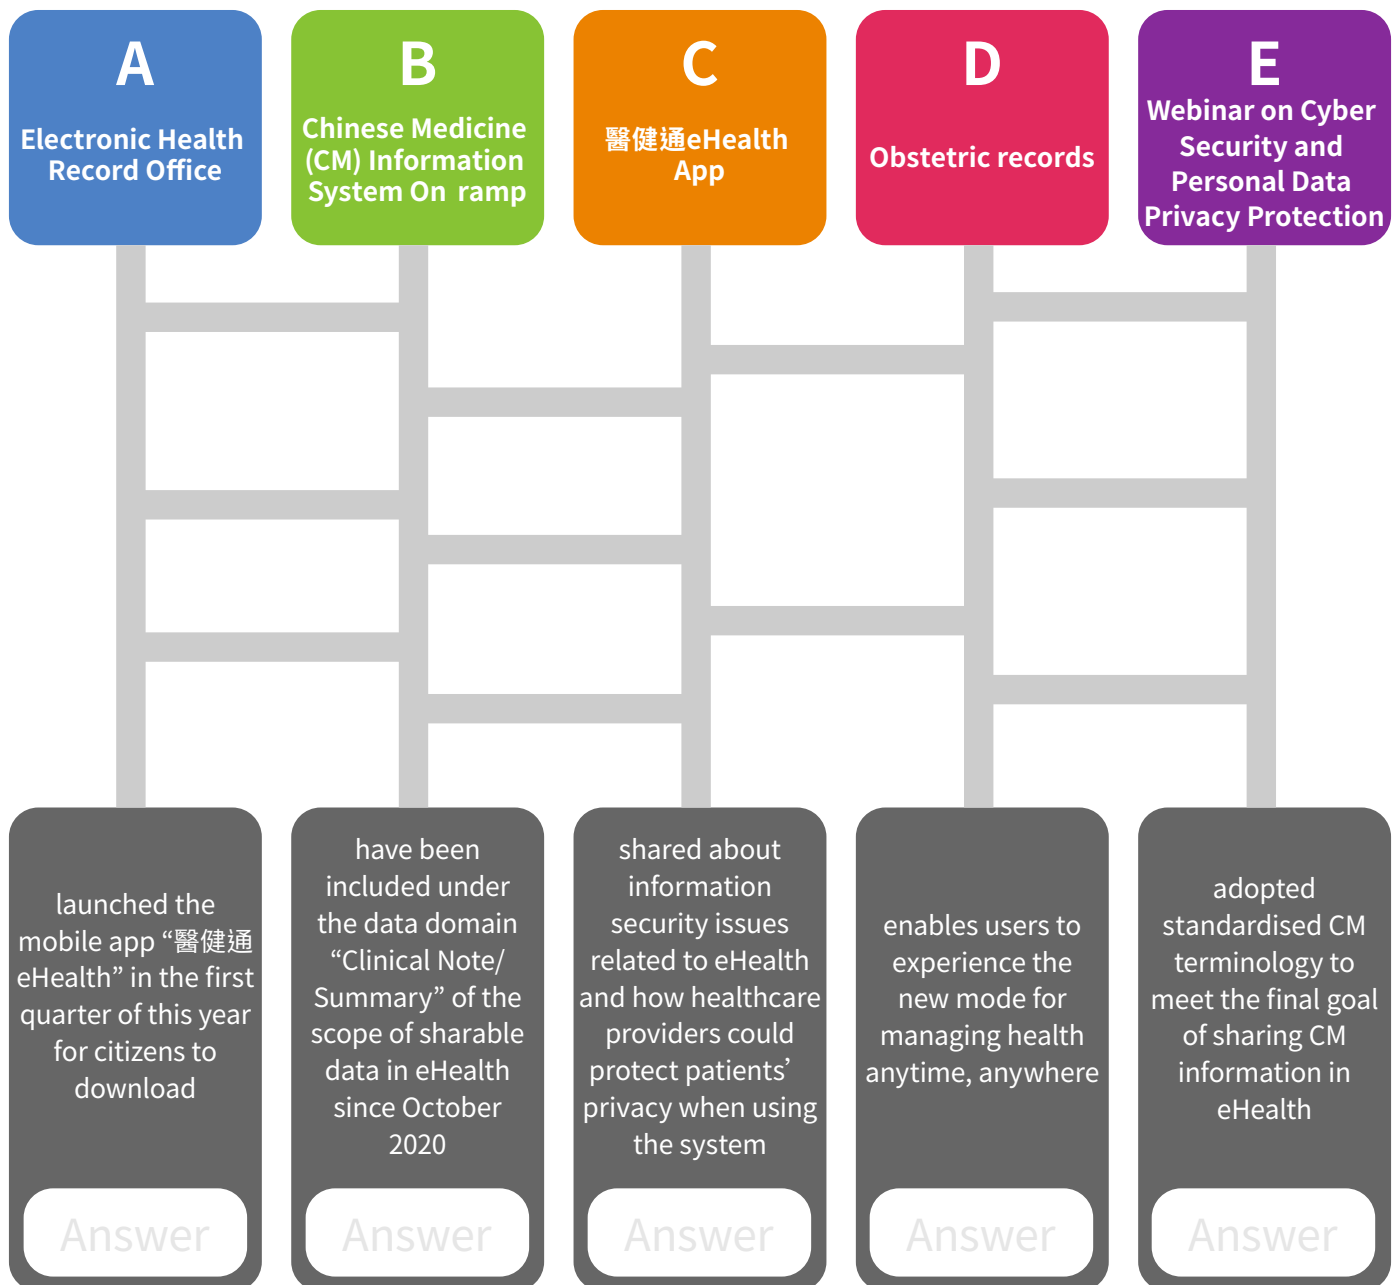 A
Electronic Health
Record Office
B
Chinese Medicine
(CM) Information
System On ramp
C
醫健通eHealth
App
D
Obstetric records
E
Webinar on Cyber
Security and
Personal Data
Privacy Protection
launched the
mobile app “醫健通
eHealth” in the first
quarter of this year
for citizens to
download
Answer
have been
included under
the data domain
“Clinical Note/
Summary” of the
scope of sharable
data in eHealth
since October
2020
Answer
shared about
information
security issues
related to eHealth
and how healthcare
providers could
protect patients’
privacy when using
the system
Answer
enables users to
experience the
new mode for
managing health
anytime, anywhere
Answer
adopted
standardised CM
terminology to
meet the final goal
of sharing CM
information in
eHealth
Answer